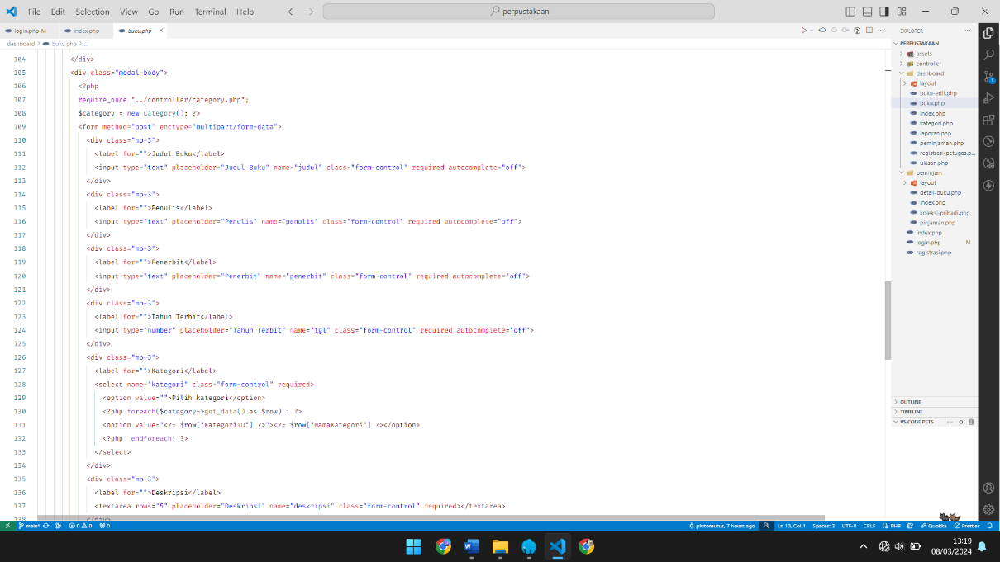 File Edit Selection View Go Run Terminal Help
perpustakaan
login.php M
index.php
buku.php
dashboard > buku.php > ...
104 </div>
105 <div class="modal-body">
106 <?php
107 require_once "../controller/category.php";
108 $category = new Category(); ?>
109 <form method="post" enctype="multipart/form-data">
110 <div class="mb-3">
111 <label for="">Judul Buku</label>
112 <input type="text" placeholder="Judul Buku" name="judul" class="form-control" required autocomplete="off">
113 </div>
114 <div class="mb-3">
115 <label for="">Penulis</label>
116 <input type="text" placeholder="Penulis" name="penulis" class="form-control" required autocomplete="off">
117 </div>
118 <div class="mb-3">
119 <label for="">Penerbit</label>
120 <input type="text" placeholder="Penerbit" name="penerbit" class="form-control" required autocomplete="off">
121 </div>
122 <div class="mb-3">
123 <label for="">Tahun Terbit</label>
124 <input type="number" placeholder="Tahun Terbit" name="tgl" class="form-control" required autocomplete="off">
125 </div>
126 <div class="mb-3">
127 <label for="">Kategori</label>
128 <select name="kategori" class="form-control" required>
129 <option value="">Pilih kategori</option>
130 <?php foreach($category->get_data() as $row) : ?>
131 <option value="<?= $row["KategoriID"] ?>"><?= $row["NamaKategori"] ?></option>
132 <?php  endforeach; ?>
133 </select>
134 </div>
135 <div class="mb-3">
136 <label for="">Deskripsi</label>
137 <textarea rows="5" placeholder="Deskripsi" name="deskripsi" class="form-control" required></textarea>
138 </div>
EXPLORER
PERPUSTAKAAN
assets
controller
dashboard
layout
buku-edit.php
buku.php
index.php
kategori.php
laporan.php
peminjaman.php
registrasi-petugas.p...
ulasan.php
peminjam
layout
detail-buku.php
index.php
koleksi-pribadi.php
pinjaman.php
index.php
login.php M
registrasi.php
OUTLINE
TIMELINE
VS CODE PETS
main* 0 0 0
plutomurus, 7 hours ago Ln 10, Col 1 Spaces: 2 UTF-8 CRLF PHP Quokka Prettier
13:19
08/03/2024